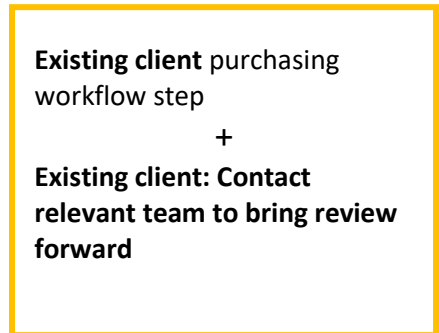 Existing client purchasing
workflow step
+
Existing client: Contact
relevant team to bring review
forward